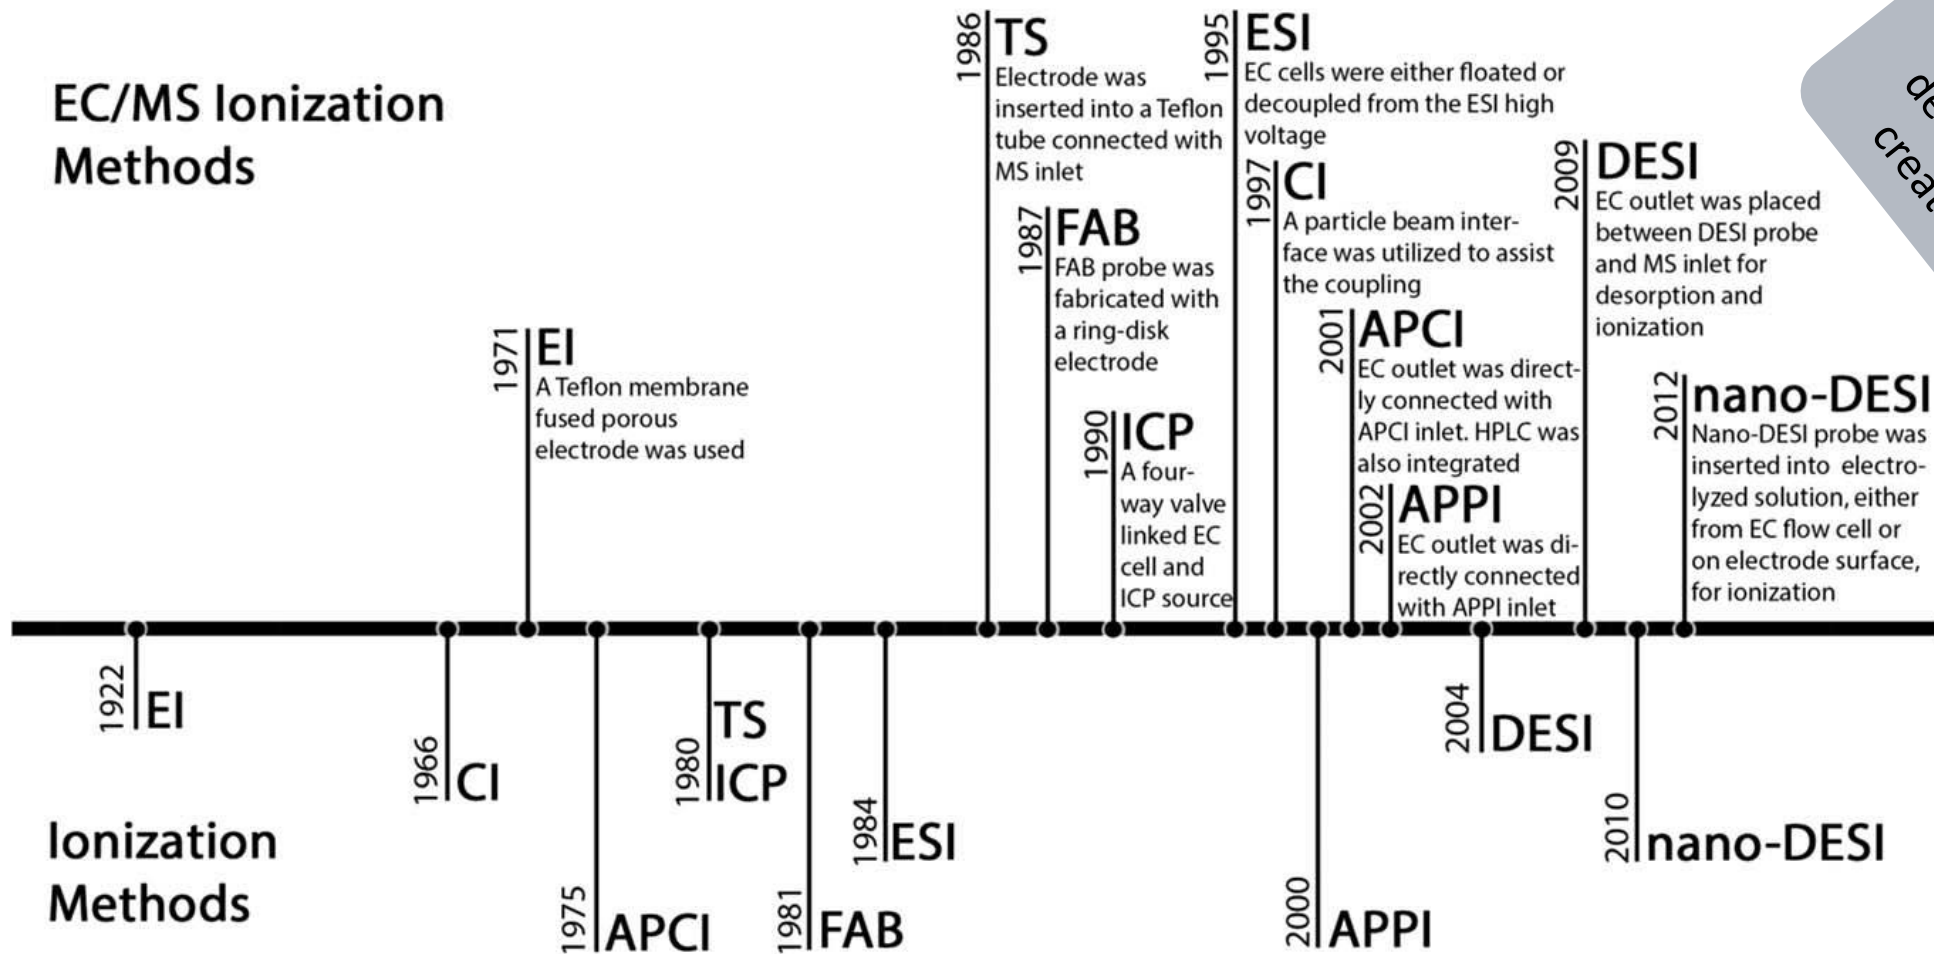 EC/MS Ionization
Methods
1971
EI
A Teflon membrane
fused porous
electrode was used
1986
TS
Electrode was
inserted into a Teflon
tube connected with
MS inlet
1987
FAB
FAB probe was
fabricated with
a ring-disk
electrode
1990
ICP
A four-
way valve
linked EC
cell and
ICP source
1995
ESI
EC cells were either floated or
decoupled from the ESI high
voltage
1997
CI
A particle beam inter-
face was utilized to assist
the coupling
2001
APCI
EC outlet was direct-
ly connected with
APCI inlet. HPLC was
also integrated
2002
APPI
EC outlet was di-
rectly connected
with APPI inlet
2009
DESI
EC outlet was placed
between DESI probe
and MS inlet for
desorption and
ionization
2012
nano-DESI
Nano-DESI probe was
inserted into electro-
lyzed solution, either
from EC flow cell or
on electrode surface,
for ionization
1922
EI
1966
CI
1975
APCI
1980
TS
ICP
1981
FAB
1984
ESI
2000
APPI
2004
DESI
2010
nano-DESI
Ionization
Methods